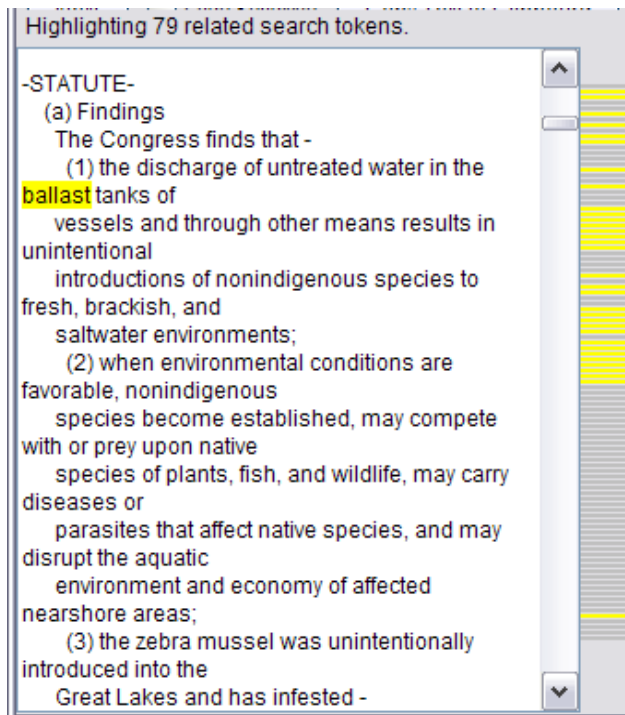 Highlighting 79 related search tokens.
-STATUTE-
(a) Findings
The Congress finds that -
(1) the discharge of untreated water in the
ballast tanks of
vessels and through other means results in
unintentional
introductions of nonindigenous species to
fresh, brackish, and
saltwater environments;
(2) when environmental conditions are
favorable, nonindigenous
species become established, may compete
with or prey upon native
species of plants, fish, and wildlife, may carry
diseases or
parasites that affect native species, and may
disrupt the aquatic
environment and economy of affected
nearshore areas;
(3) the zebra mussel was unintentionally
introduced into the
Great Lakes and has infested -